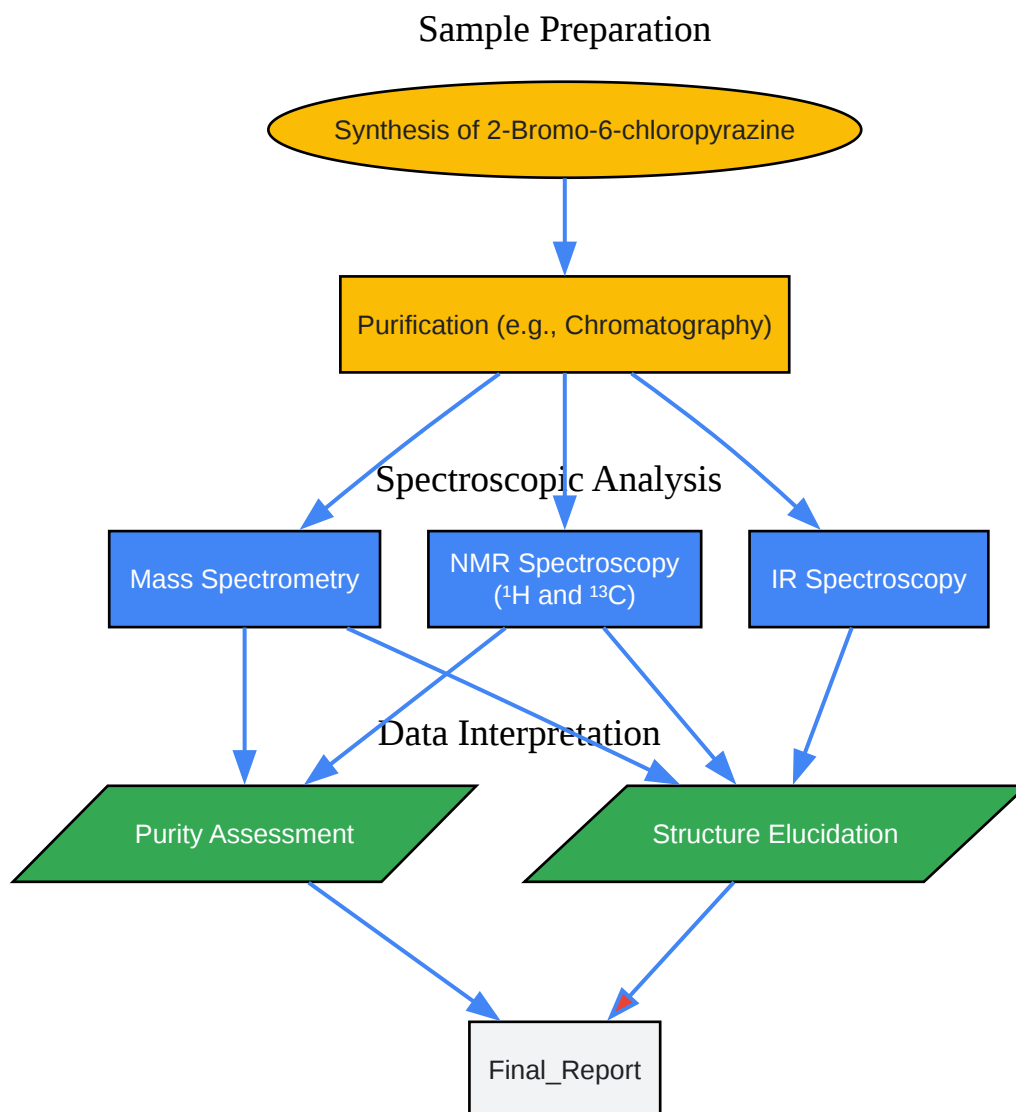 Sample Preparation
Synthesis of 2-Bromo-6-chloropyrazine
Purification (e.g., Chromatography)
Spectroscopic Analysis
Mass Spectrometry
NMR Spectroscopy
(¹H and ¹³C)
IR Spectroscopy
Data Interpretation
Purity Assessment
Structure Elucidation
Final_Report